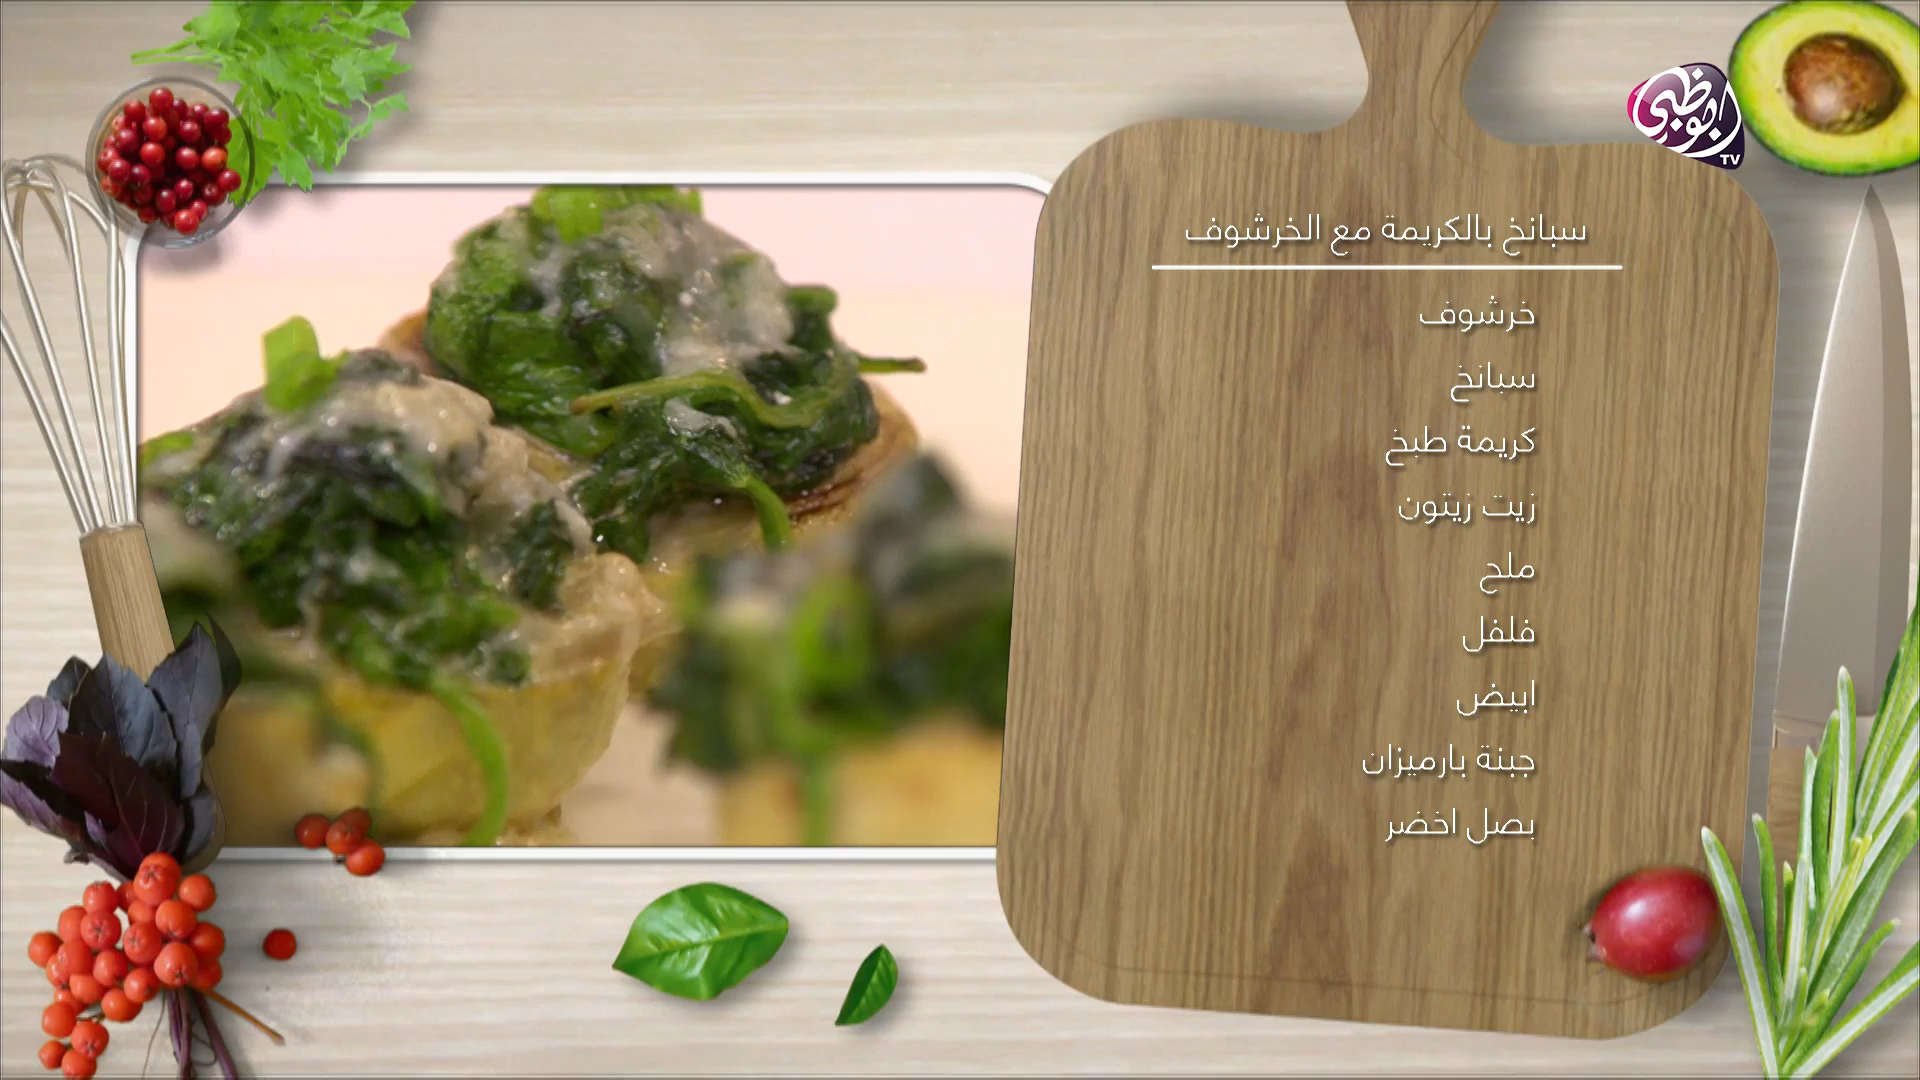 ابوظبي
TV
سبانخ بالكريمة مع الخرشوف
خرشوف
سبانخ
كريمة طبخ
زيت زيتون
ملح
فلفل
ابيض
جبنة بارميزان
بصل اخضر